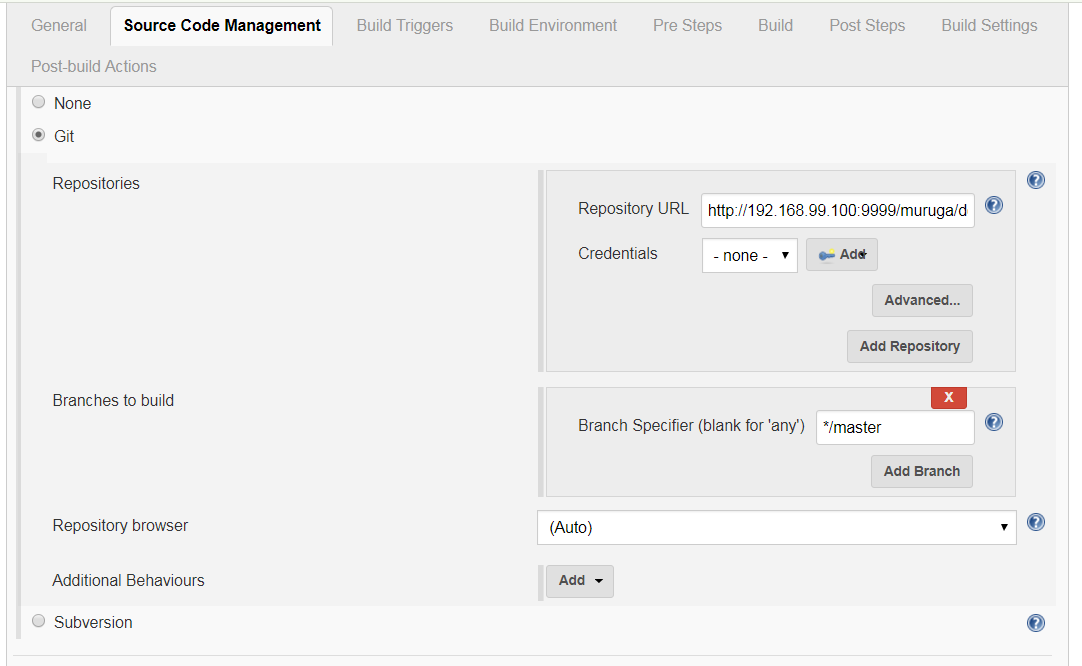 General Source Code Management Build Triggers Build Environment Pre Steps Build Post Steps Build Settings
Post-build Actions
None
Git
Repositories
Repository URL http://192.168.99.100:9999/muruga/d
Credentials - none - Add
Advanced...
Add Repository
Branches to build
X
Branch Specifier (blank for 'any') */master
Add Branch
Repository browser (Auto)
Additional Behaviours Add
Subversion